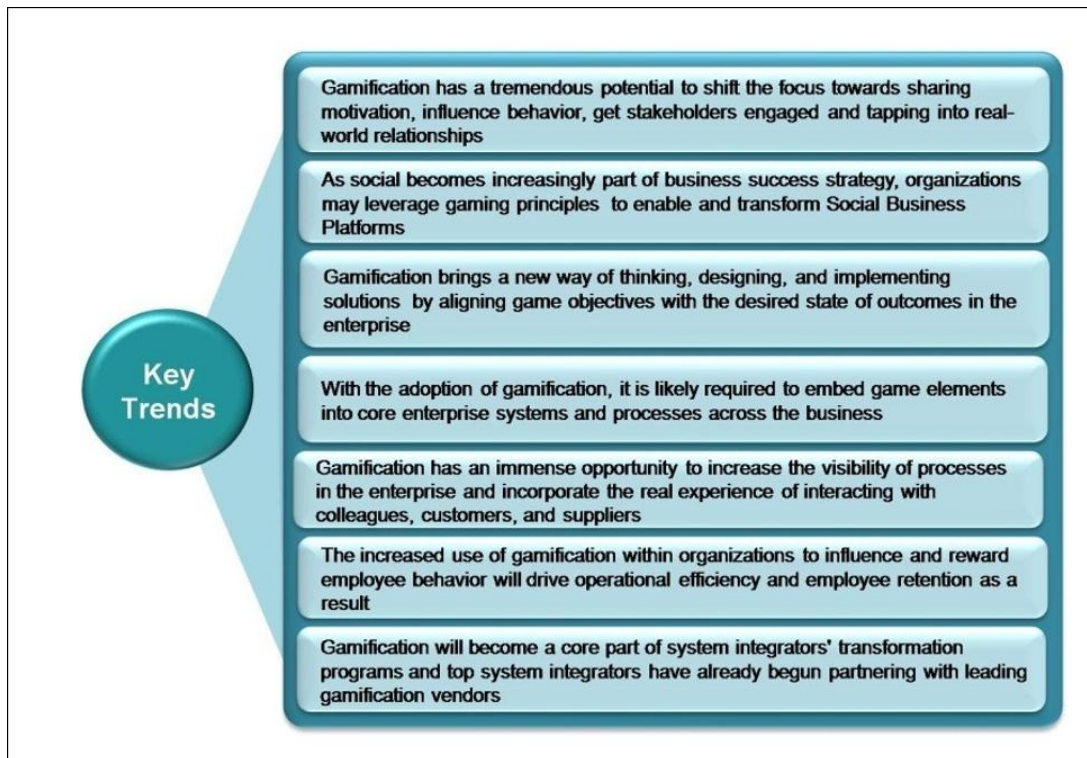 Key
Trends
Gamification has a tremendous potential to shift the focus towards sharing
motivation, influence behavior, get stakeholders engaged and tapping into real-
world relationships
As social becomes increasingly part of business success strategy, organizations
may leverage gaming principles to enable and transform Social Business
Platforms
Gamification brings a new way of thinking, designing, and implementing
solutions by aligning game objectives with the desired state of outcomes in the
enterprise
With the adoption of gamification, it is likely required to embed game elements
into core enterprise systems and processes across the business
Gamification has an immense opportunity to increase the visibility of processes
in the enterprise and incorporate the real experience of interacting with
colleagues, customers, and suppliers
The increased use of gamification within organizations to influence and reward
employee behavior will drive operational efficiency and employee retention as a
result
Gamification will become a core part of system integrators' transformation
programs and top system integrators have already begun partnering with leading
gamification vendors